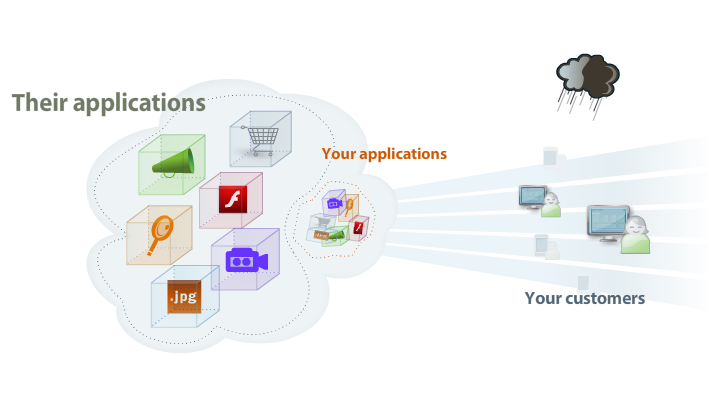 Their applications
Your applications
.jpg
Your customers